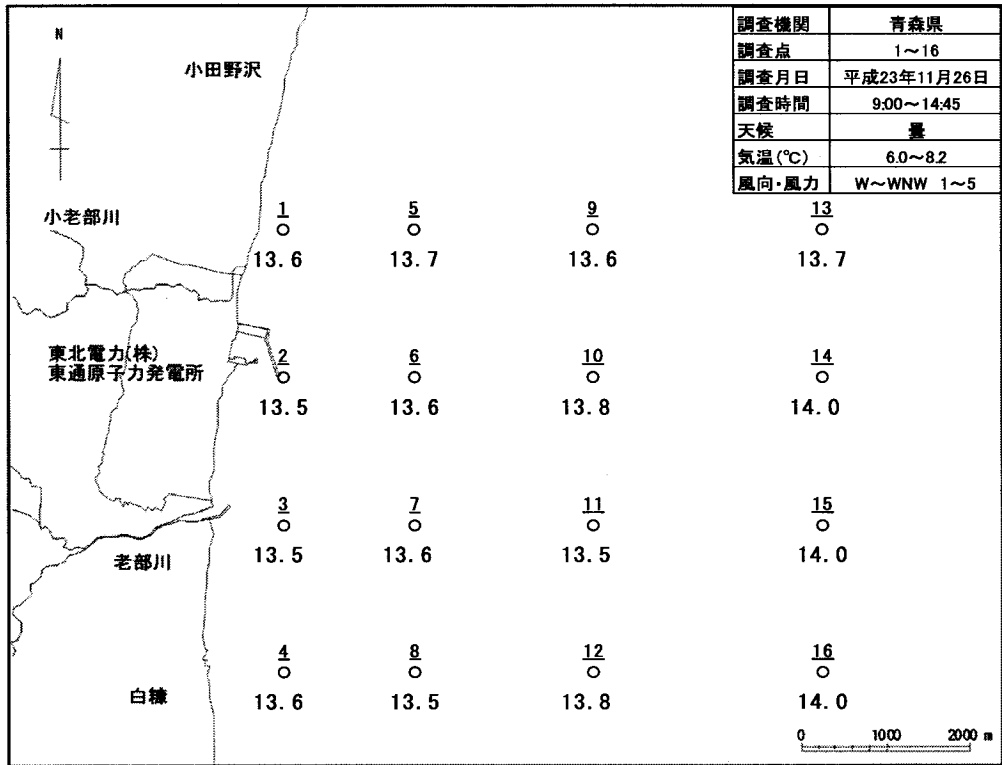 N
小田野沢
調査機関 青森県
調査点 1～16
調査月日 平成23年11月26日
調査時間 9:00～14:45
天候 曇
気温(℃) 6.0～8.2
風向・風力 W～WNW 1～5
小老部川
1 5 9 13
13.6 13.7 13.6 13.7
東北電力(株)
東通原子力発電所
2 6 10 14
13.5 13.6 13.8 14.0
3 7 11 15
13.5 13.6 13.5 14.0
老部川
4 8 12 16
13.6 13.5 13.8 14.0
白糠
0 1000 2000 m